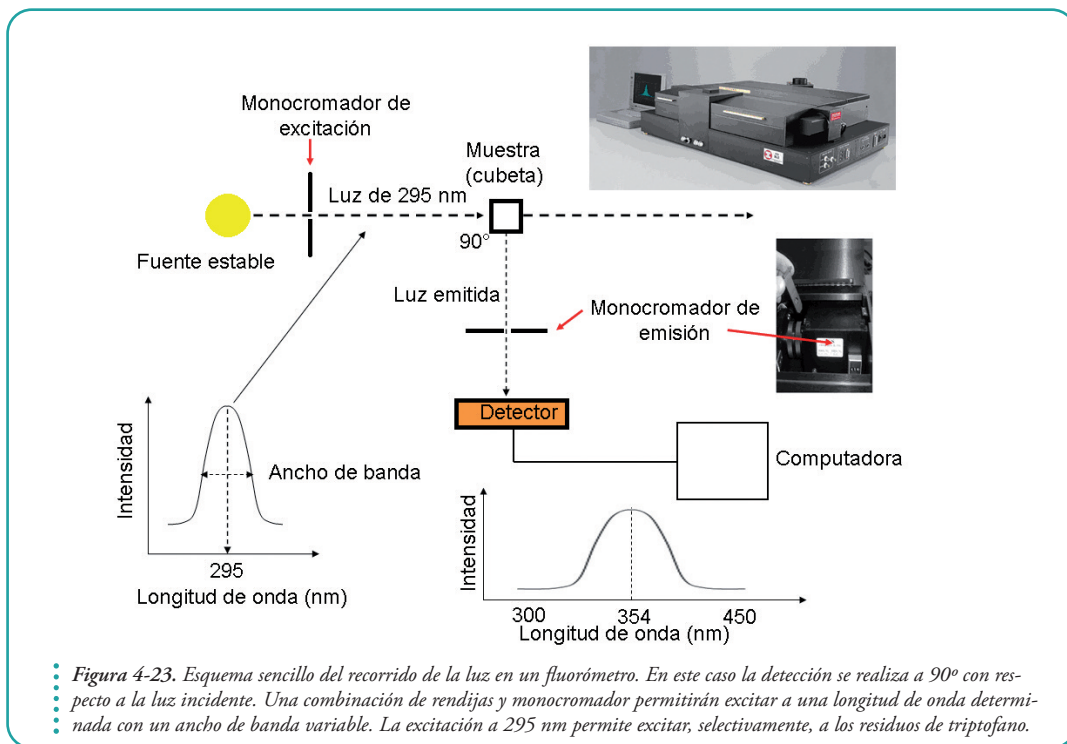 Monocromador de
excitación
Muestra
(cubeta)
Luz de 295 nm
90°
Fuente estable
Luz emitida
Monocromador de
emisión
Detector
Computadora
Intensidad
Ancho de banda
295
Longitud de onda (nm)
Intensidad
300 354 450
Longitud de onda (nm)
Figura 4-23. Esquema sencillo del recorrido de la luz en un fluorómetro. En este caso la detección se realiza a 90º con res-
pecto a la luz incidente. Una combinación de rendijas y monocromador permitirán excitar a una longitud de onda determi-
nada con un ancho de banda variable. La excitación a 295 nm permite excitar, selectivamente, a los residuos de triptofano.